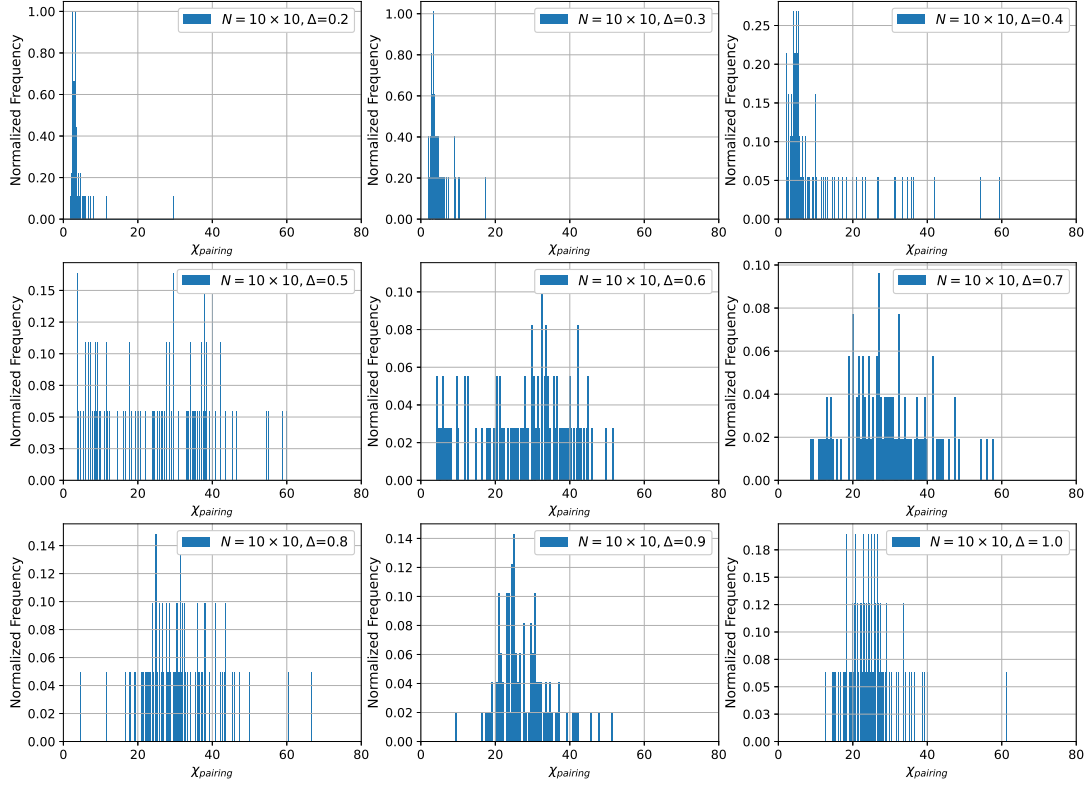 N = 10 × 10, Δ=0.2
Normalized Frequency
1.00
0.80
0.60
0.40
0.20
0.00
0 20 40 60 80
χpairing
N = 10 × 10, Δ=0.3
Normalized Frequency
1.00
0.80
0.60
0.40
0.20
0.00
0 20 40 60 80
χpairing
N = 10 × 10, Δ=0.4
Normalized Frequency
0.25
0.20
0.15
0.10
0.05
0.00
0 20 40 60 80
χpairing
N = 10 × 10, Δ=0.5
Normalized Frequency
0.15
0.12
0.10
0.08
0.05
0.03
0.00
0 20 40 60 80
χpairing
N = 10 × 10, Δ=0.6
Normalized Frequency
0.10
0.08
0.06
0.04
0.02
0.00
0 20 40 60 80
χpairing
N = 10 × 10, Δ=0.7
Normalized Frequency
0.10
0.08
0.06
0.04
0.02
0.00
0 20 40 60 80
χpairing
N = 10 × 10, Δ=0.8
Normalized Frequency
0.14
0.12
0.10
0.08
0.06
0.04
0.02
0.00
0 20 40 60 80
χpairing
N = 10 × 10, Δ=0.9
Normalized Frequency
0.14
0.12
0.10
0.08
0.06
0.04
0.02
0.00
0 20 40 60 80
χpairing
N = 10 × 10, Δ = 1.0
Normalized Frequency
0.18
0.15
0.12
0.10
0.08
0.05
0.03
0.00
0 20 40 60 80
χpairing